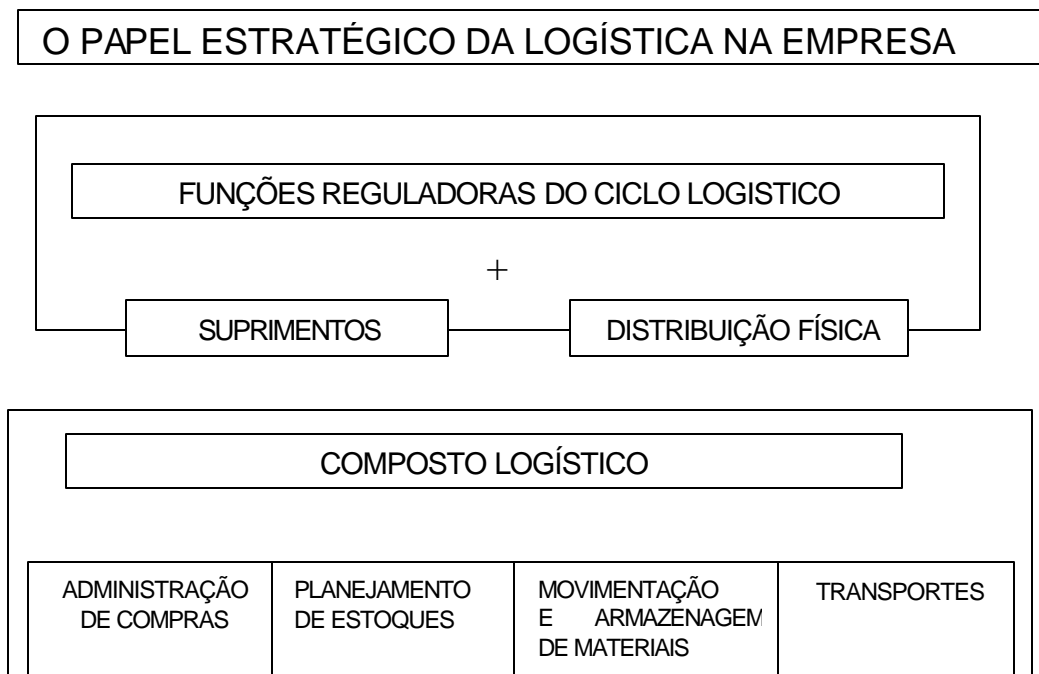 O PAPEL ESTRATÉGICO DA LOGÍSTICA NA EMPRESA
FUNÇÕES REGULADORAS DO CICLO LOGISTICO
+
SUPRIMENTOS
DISTRIBUIÇÃO FÍSICA
COMPOSTO LOGÍSTICO
ADMINISTRAÇÃO
DE COMPRAS
PLANEJAMENTO
DE ESTOQUES
MOVIMENTAÇÃO
E ARMAZENAGEM
DE MATERIAIS
TRANSPORTES